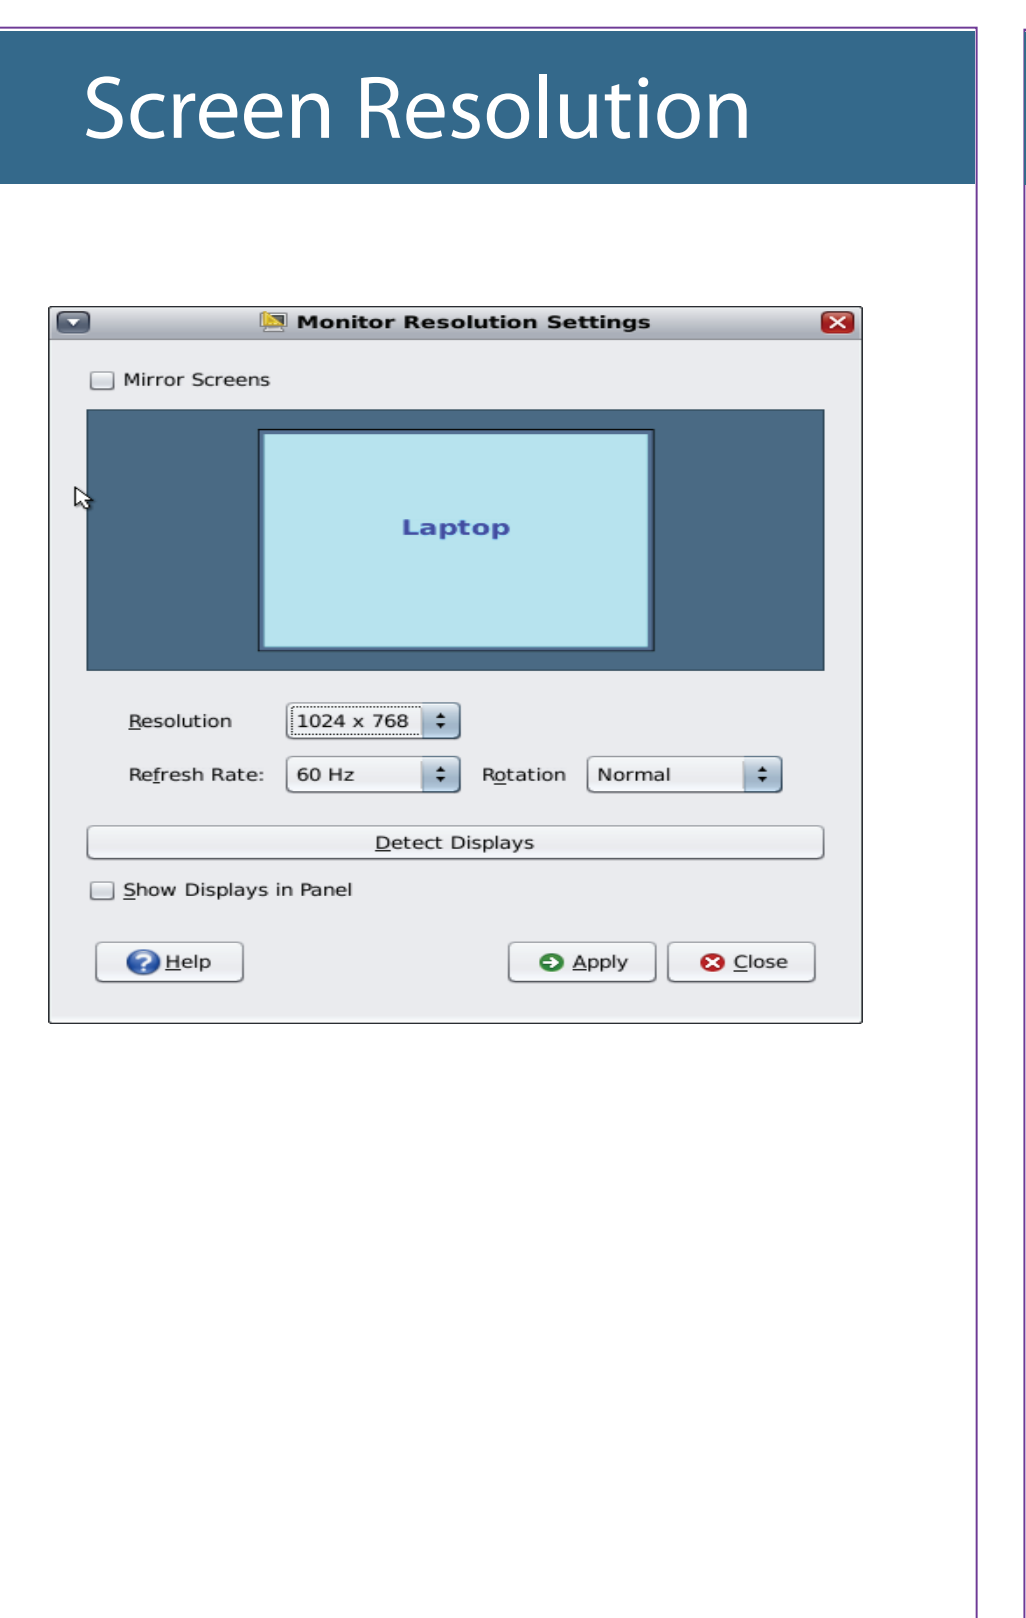 Screen Resolution
Monitor Resolution Settings
Mirror Screens
Laptop
Resolution 1024 x 768
Refresh Rate: 60 Hz Rotation Normal
Detect Displays
Show Displays in Panel
Help Apply Close